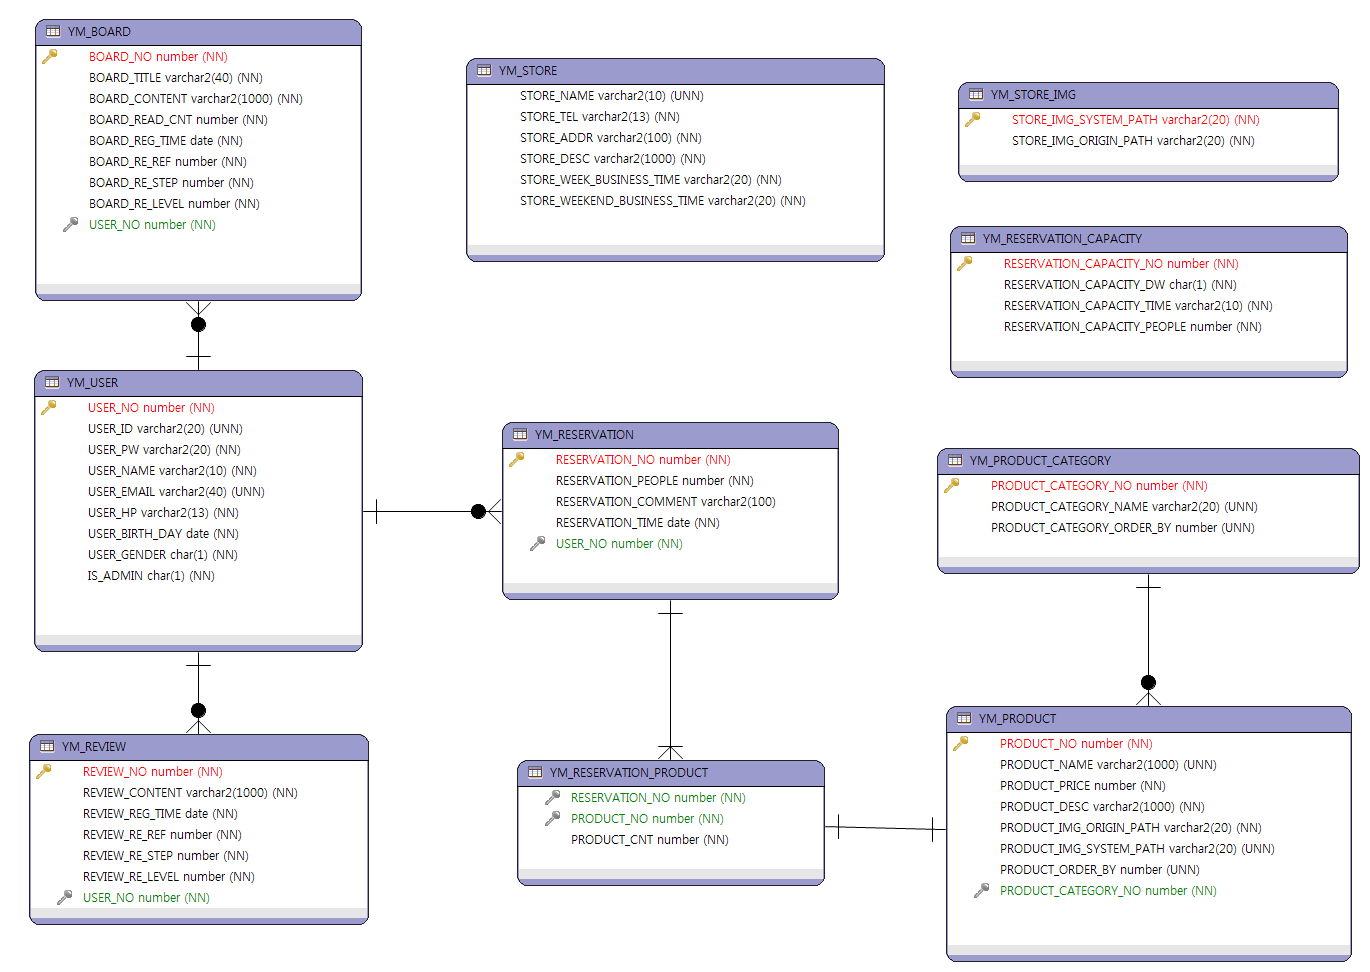 YM_BOARD
BOARD_NO number (NN)
BOARD_TITLE varchar2(40) (NN)
BOARD_CONTENT varchar2(1000) (NN)
BOARD_READ_CNT number (NN)
BOARD_REG_TIME date (NN)
BOARD_RE_REF number (NN)
BOARD_RE_STEP number (NN)
BOARD_RE_LEVEL number (NN)
USER_NO number (NN)
YM_STORE
STORE_NAME varchar2(10) (UNN)
STORE_TEL varchar2(13) (NN)
STORE_ADDR varchar2(100) (NN)
STORE_DESC varchar2(1000) (NN)
STORE_WEEK_BUSINESS_TIME varchar2(20) (NN)
STORE_WEEKEND_BUSINESS_TIME varchar2(20) (NN)
YM_STORE_IMG
STORE_IMG_SYSTEM_PATH varchar2(20) (NN)
STORE_IMG_ORIGIN_PATH varchar2(20) (NN)
YM_RESERVATION_CAPACITY
RESERVATION_CAPACITY_NO number (NN)
RESERVATION_CAPACITY_DW char(1) (NN)
RESERVATION_CAPACITY_TIME varchar2(10) (NN)
RESERVATION_CAPACITY_PEOPLE number (NN)
YM_USER
USER_NO number (NN)
USER_ID varchar2(20) (UNN)
USER_PW varchar2(20) (NN)
USER_NAME varchar2(10) (NN)
USER_EMAIL varchar2(40) (UNN)
USER_HP varchar2(13) (NN)
USER_BIRTH_DAY date (NN)
USER_GENDER char(1) (NN)
IS_ADMIN char(1) (NN)
YM_RESERVATION
RESERVATION_NO number (NN)
RESERVATION_PEOPLE number (NN)
RESERVATION_COMMENT varchar2(100)
RESERVATION_TIME date (NN)
USER_NO number (NN)
YM_PRODUCT_CATEGORY
PRODUCT_CATEGORY_NO number (NN)
PRODUCT_CATEGORY_NAME varchar2(20) (UNN)
PRODUCT_CATEGORY_ORDER_BY number (UNN)
YM_REVIEW
REVIEW_NO number (NN)
REVIEW_CONTENT varchar2(1000) (NN)
REVIEW_REG_TIME date (NN)
REVIEW_RE_REF number (NN)
REVIEW_RE_STEP number (NN)
REVIEW_RE_LEVEL number (NN)
USER_NO number (NN)
YM_RESERVATION_PRODUCT
RESERVATION_NO number (NN)
PRODUCT_NO number (NN)
PRODUCT_CNT number (NN)
YM_PRODUCT
PRODUCT_NO number (NN)
PRODUCT_NAME varchar2(1000) (UNN)
PRODUCT_PRICE number (NN)
PRODUCT_DESC varchar2(1000) (NN)
PRODUCT_IMG_ORIGIN_PATH varchar2(20) (NN)
PRODUCT_IMG_SYSTEM_PATH varchar2(20) (UNN)
PRODUCT_ORDER_BY number (UNN)
PRODUCT_CATEGORY_NO number (NN)